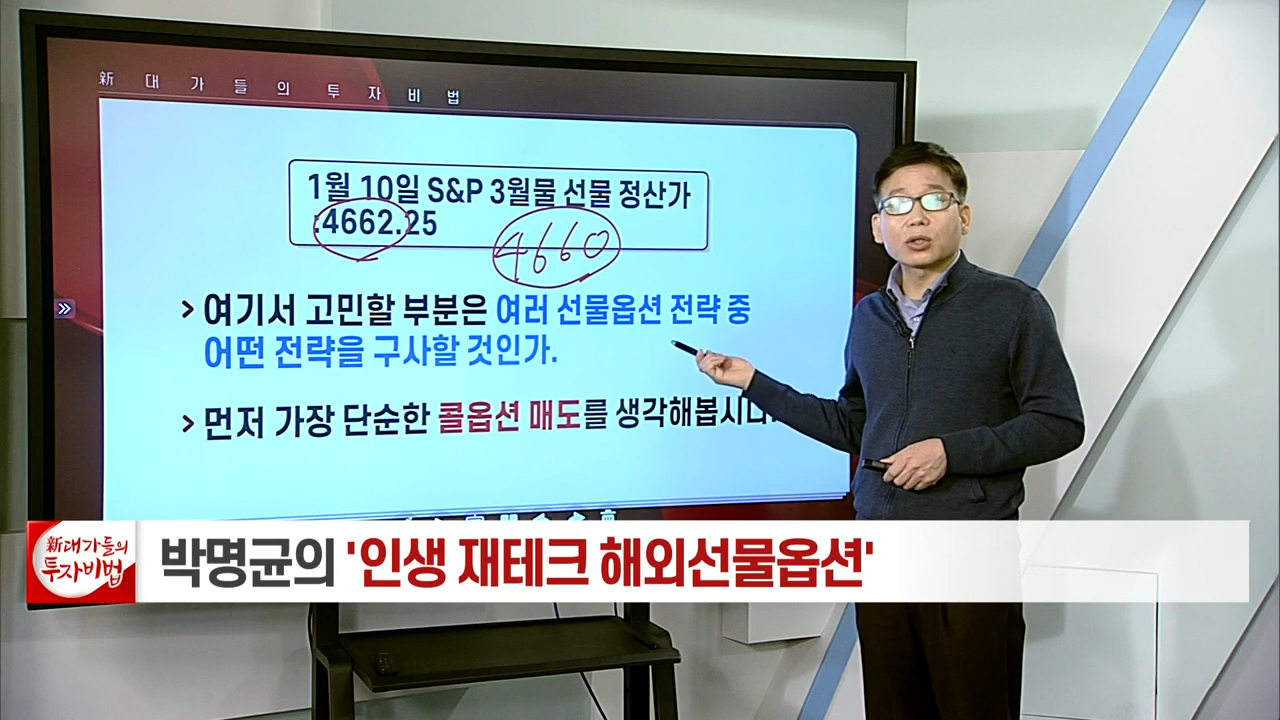 新 대 가 들 의 투 자 비 법
1월 10일 S&P 3월물 선물 정산가
:4662.25
4660
> 여기서 고민할 부분은 여러 선물옵션 전략 중
어떤 전략을 구사할 것인가.
> 먼저 가장 단순한 콜옵션 매도를 생각해봅시다.
新대가들의
투자비법
박명균의 '인생 재테크 해외선물옵션'